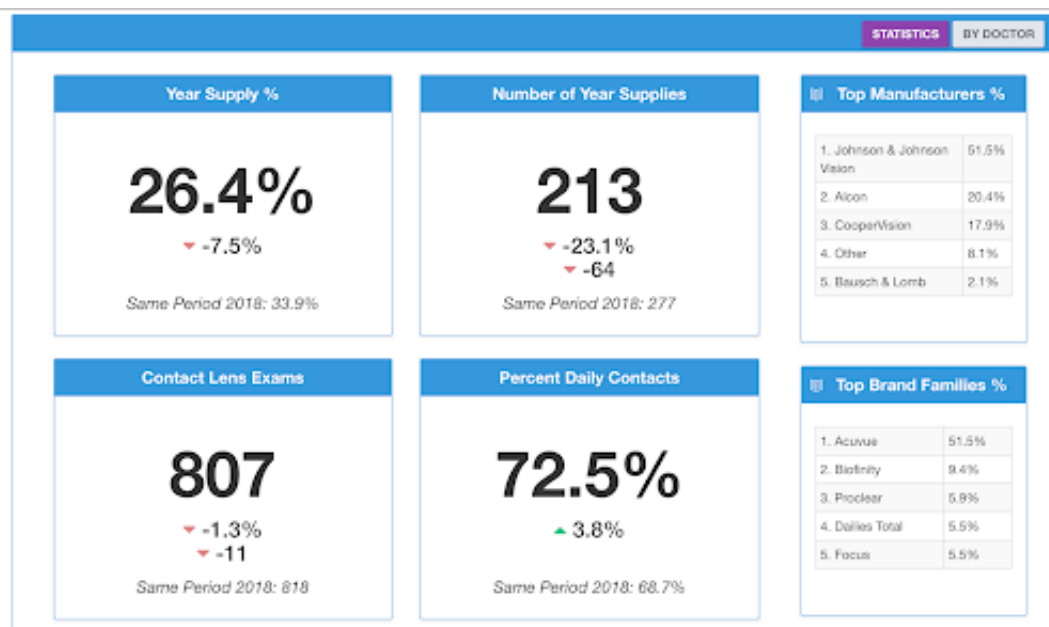 STATISTICS BY DOCTOR
Year Supply %
26.4%
-7.5%
Same Period 2018: 33.9%
Number of Year Supplies
213
-23.1%
-64
Same Period 2018: 277
Top Manufacturers %
1. Johnson & Johnson 51.5%
Vision
2. Alcon 20.4%
3. CooperVision 17.9%
4. Other 8.1%
5. Bausch & Lomb 2.1%
Contact Lens Exams
807
-1.3%
-11
Same Period 2018: 818
Percent Daily Contacts
72.5%
3.8%
Same Period 2018: 68.7%
Top Brand Families %
1. Acuvue 51.5%
2. Biofinity 9.4%
3. Proclear 5.9%
4. Dailies Total 5.5%
5. Focus 5.5%